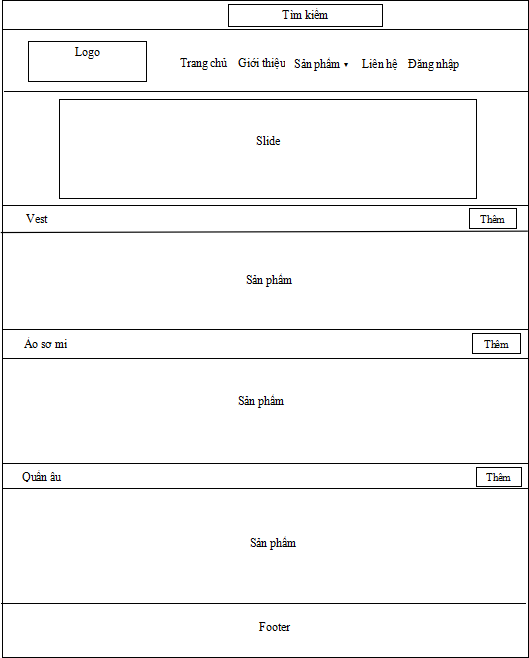 Tìm kiếm
Logo
Trang chủ Giới thiệu Sản phẩm ▾ Liên hệ Đăng nhập
Slide
Vest Thêm
Sản phẩm
Áo sơ mi Thêm
Sản phẩm
Quần âu Thêm
Sản phẩm
Footer